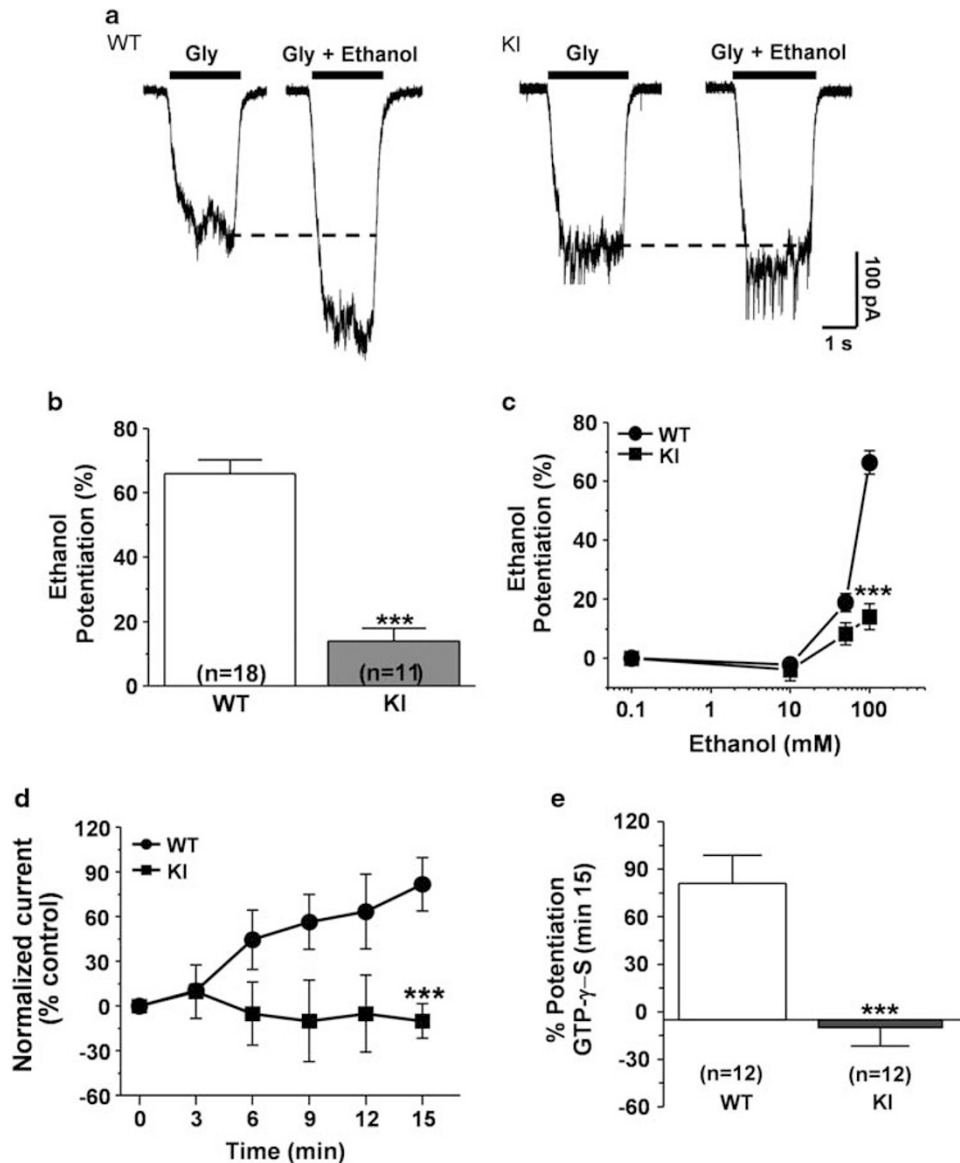 a
WT
Gly
Gly + Ethanol
KI
Gly
Gly + Ethanol
100 pA
1 s
b
Ethanol
Potentiation (%)
80
60
40
20
0
***
(n=18)
(n=11)
WT
KI
c
WT
KI
Ethanol
Potentiation (%)
80
60
40
20
0
***
0.1
1
10
100
Ethanol (mM)
d
WT
KI
Normalized current
(% control)
120
90
60
30
0
-30
-60
***
0
3
6
9
12
15
Time (min)
e
% Potentiation
GTP-γ–S (min 15)
120
90
60
30
0
-30
-60
***
(n=12)
(n=12)
WT
KI